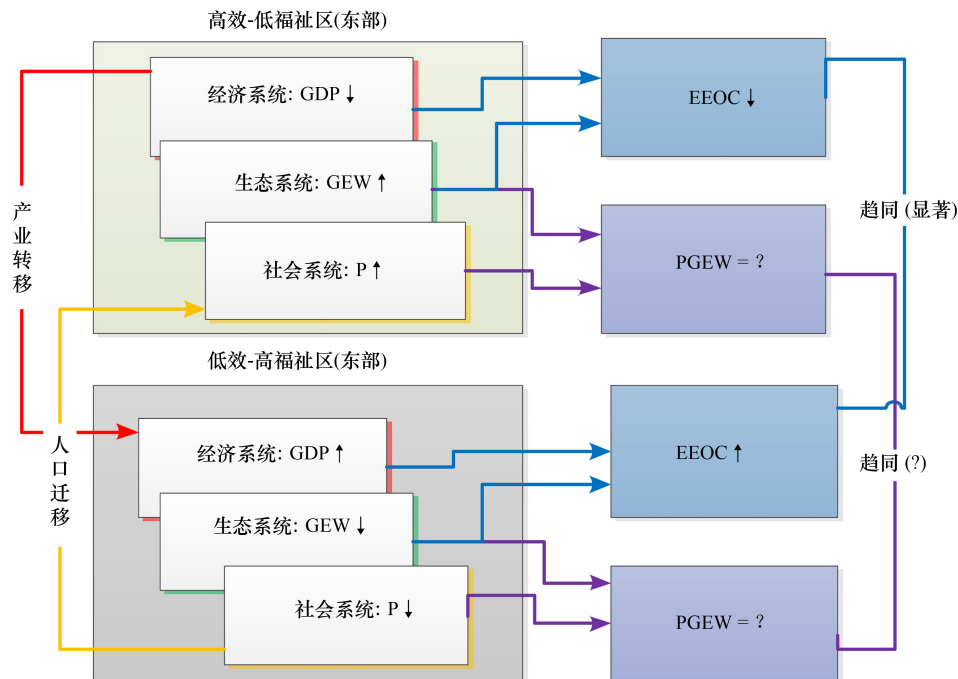 高效-低福祉区(东部)
经济系统: GDP↓
EEOC↓
生态系统: GEW↑
趋同 (显著)
产业转移
社会系统: P↑
PGEW = ?
低效-高福祉区(东部)
经济系统: GDP↑
EEOC↑
人口迁移
趋同 (?)
生态系统: GEW↓
社会系统: P↓
PGEW = ?